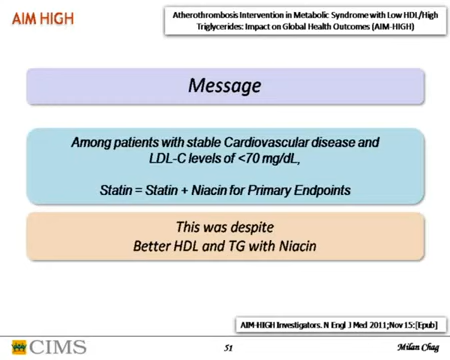 AIM HIGH
Atherothrombosis Intervention in Metabolic Syndrome with Low HDL/High
Triglycerides: Impact on Global Health Outcomes (AIM-HIGH)
Message
Among patients with stable Cardiovascular disease and
LDL-C levels of <70 mg/dL,
Statin = Statin + Niacin for Primary Endpoints
This was despite
Better HDL and TG with Niacin
AIM-HIGH Investigators. N Engl J Med 2011;Nov 15:[Epub]
CIMS
51
Milan Chag